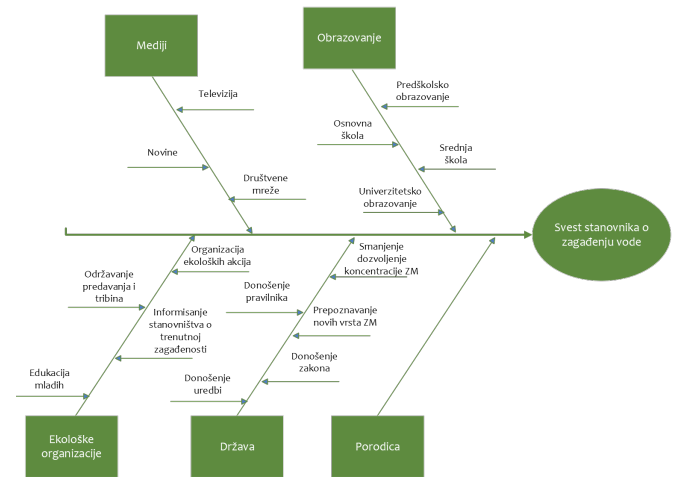 Mediji
Obrazovanje
Televizija
Predškolsko
obrazovanje
Osnovna
škola
Novine
Srednja
škola
Društvene
mreže
Univerzitetsko
obrazovanje
Svest stanovnika o
zagađenju vode
Organizacija
ekoloških akcija
Smanjenje
dozvoljenje
koncentracije ZM
Održavanje
predavanja i
tribina
Donošenje
pravilnika
Informisanje
stanovništva o
trenutnoj
zagađenosti
Prepoznavanje
novih vrsta ZM
Donošenje
zakona
Edukacija
mladih
Donošenje
uredbi
Ekološke
organizacije
Država
Porodica